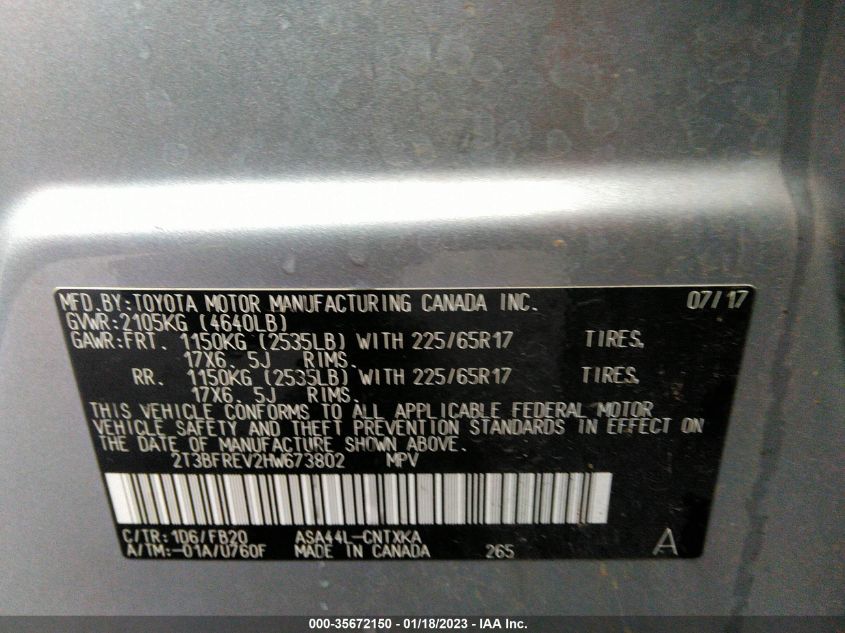 MFD.BY:TOYOTA MOTOR MANUFACTURING CANADA INC. 07/17
GVWR:2105KG (4640LB)
GAWR:FRT. 1150KG (2535LB) WITH 225/65R17 TIRES,
17X6.5J RIMS.
RR. 1150KG (2535LB) WITH 225/65R17 TIRES,
17X6.5J RIMS.
THIS VEHICLE CONFORMS TO ALL APPLICABLE FEDERAL MOTOR
VEHICLE SAFETY AND THEFT PREVENTION STANDARDS IN EFFECT ON
THE DATE OF MANUFACTURE SHOWN ABOVE.
2T3BFREV2HW673802 MPV
C/TR:1D6/FB20 ASA44L-CNTXKA
A/TM:-01A/U760F MADE IN CANADA 265 A
000-35672150 - 01/18/2023 - IAA Inc.